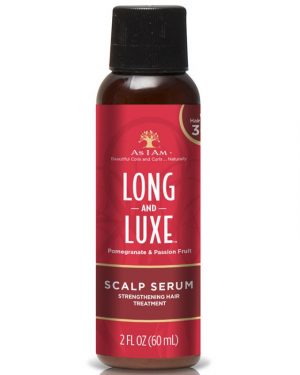 AS I AM
Beautiful Coils and Curls ... Naturally
Hair
3
LONG
AND
LUXE™
Pomegranate & Passion Fruit
SCALP SERUM
STRENGTHENING HAIR
TREATMENT
2 FL OZ (60 mL)